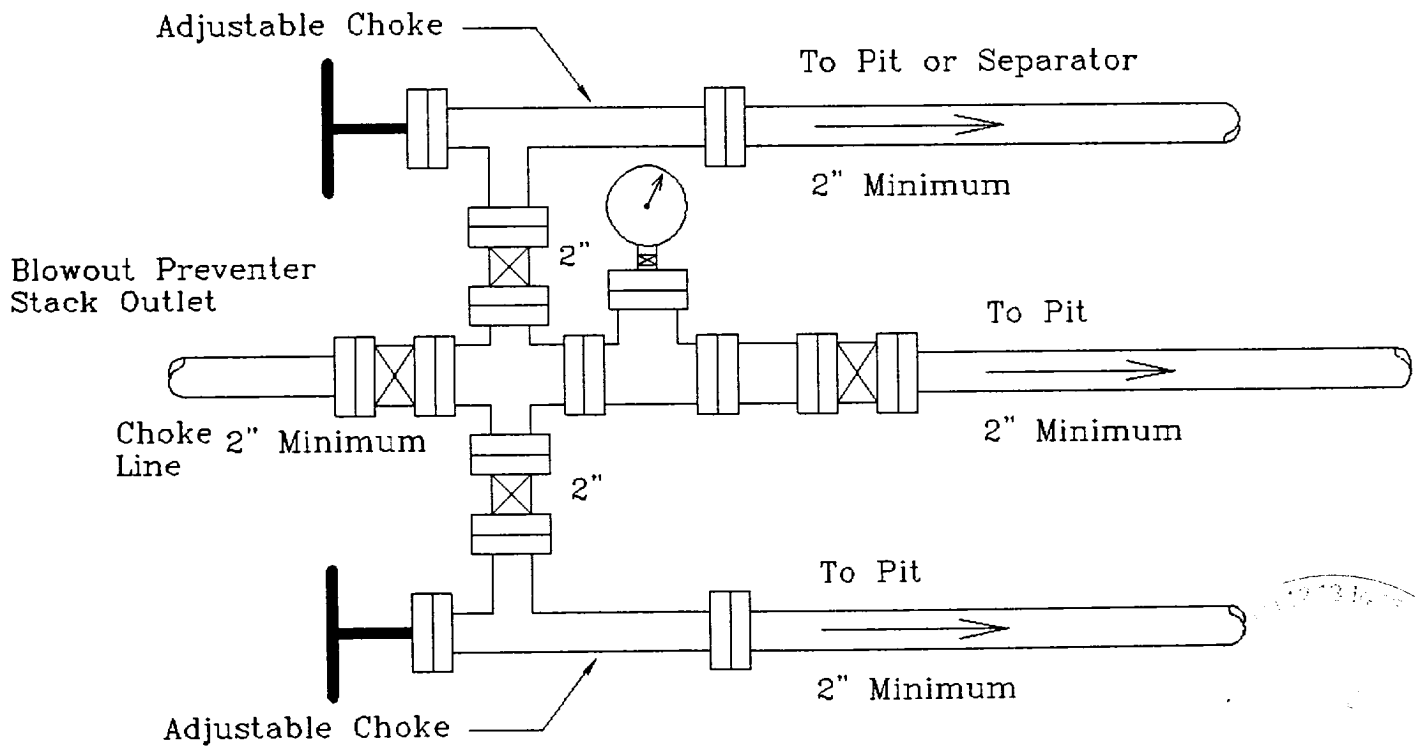 Adjustable Choke
To Pit or Separator
2" Minimum
2"
Blowout Preventer
Stack Outlet
To Pit
Choke
Line
2" Minimum
2" Minimum
2"
To Pit
2" Minimum
Adjustable Choke